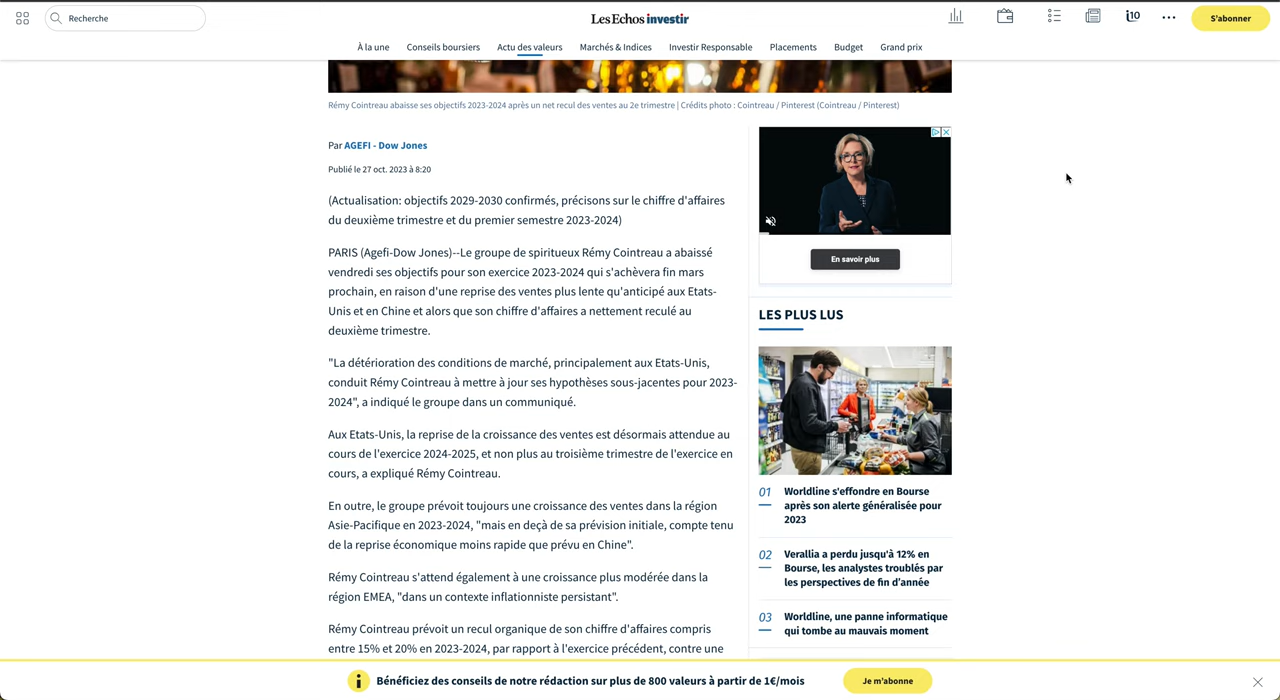 Recherche
Les Echos investir
i10
S'abonner
À la une
Conseils boursiers
Actu des valeurs
Marchés & Indices
Investir Responsable
Placements
Budget
Grand prix
Rémy Cointreau abaisse ses objectifs 2023-2024 après un net recul des ventes au 2e trimestre | Crédits photo : Cointreau / Pinterest (Cointreau / Pinterest)
Par AGEFI - Dow Jones
Publié le 27 oct. 2023 à 8:20
(Actualisation: objectifs 2029-2030 confirmés, précisons sur le chiffre d'affaires
du deuxième trimestre et du premier semestre 2023-2024)
PARIS (Agefi-Dow Jones)--Le groupe de spiritueux Rémy Cointreau a abaissé
vendredi ses objectifs pour son exercice 2023-2024 qui s'achèvera fin mars
prochain, en raison d'une reprise des ventes plus lente qu'anticipé aux Etats-
Unis et en Chine et alors que son chiffre d'affaires a nettement reculé au
deuxième trimestre.
"La détérioration des conditions de marché, principalement aux Etats-Unis,
conduit Rémy Cointreau à mettre à jour ses hypothèses sous-jacentes pour 2023-
2024", a indiqué le groupe dans un communiqué.
Aux Etats-Unis, la reprise de la croissance des ventes est désormais attendue au
cours de l'exercice 2024-2025, et non plus au troisième trimestre de l'exercice en
cours, a expliqué Rémy Cointreau.
En outre, le groupe prévoit toujours une croissance des ventes dans la région
Asie-Pacifique en 2023-2024, "mais en deçà de sa prévision initiale, compte tenu
de la reprise économique moins rapide que prévu en Chine".
Rémy Cointreau s'attend également à une croissance plus modérée dans la
région EMEA, "dans un contexte inflationniste persistant".
Rémy Cointreau prévoit un recul organique de son chiffre d'affaires compris
entre 15% et 20% en 2023-2024, par rapport à l'exercice précédent, contre une
En savoir plus
LES PLUS LUS
01
Worldline s'effondre en Bourse
après son alerte généralisée pour
2023
02
Verallia a perdu jusqu'à 12% en
Bourse, les analystes troublés par
les perspectives de fin d'année
03
Worldline, une panne informatique
qui tombe au mauvais moment
Bénéficiez des conseils de notre rédaction sur plus de 800 valeurs à partir de 1€/mois
Je m'abonne